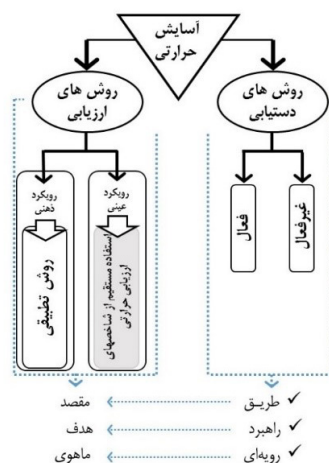 آسایش
حرارتی
روش های
دستیابی
روش های
ارزیابی
غیرفعال
فعال
رویکرد
عینی
استفاده مستقیم از شاخصهای
ارزیابی حرارتی
رویکرد
ذهنی
روش تطبیقی
✓ طریق مقصد
✓ راهبرد هدف
✓ رویه‌ای ماهوی